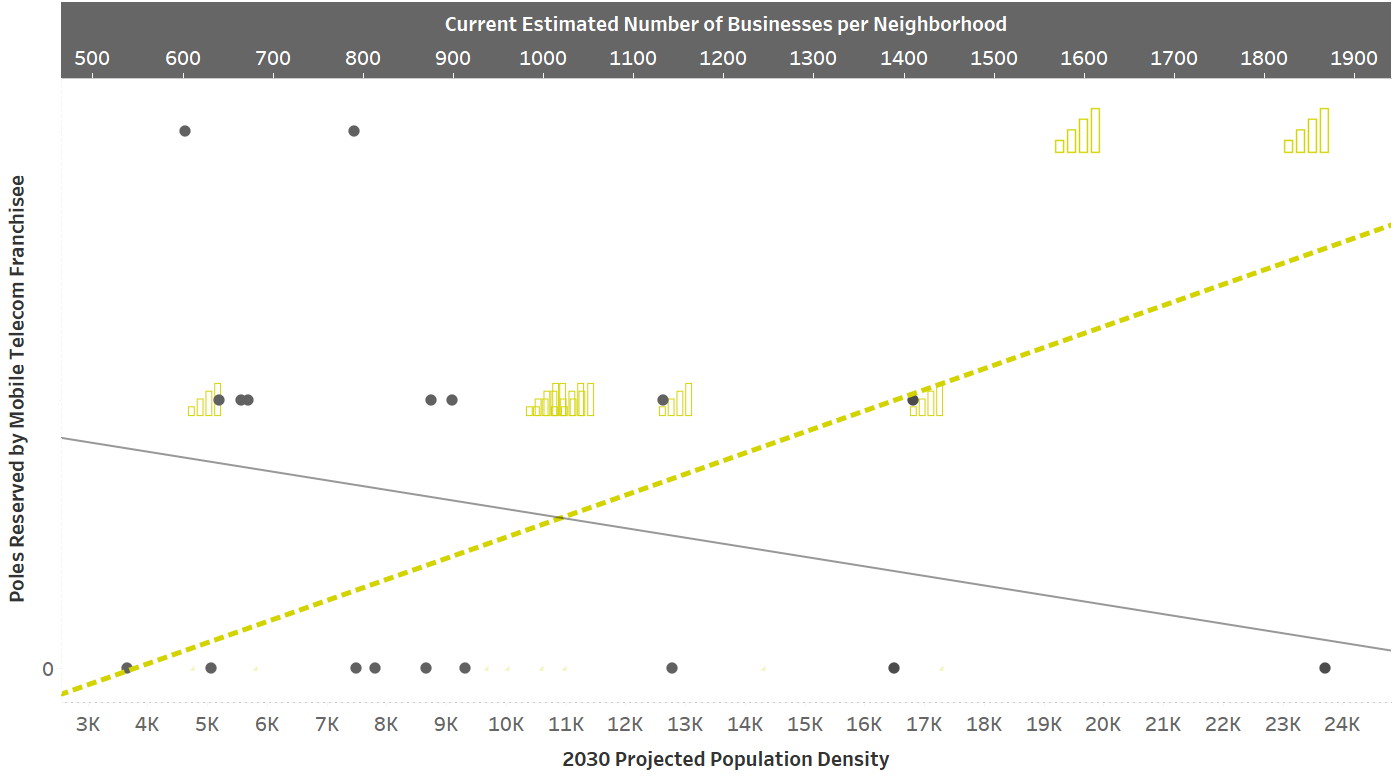 Current Estimated Number of Businesses per Neighborhood
500 600 700 800 900 1000 1100 1200 1300 1400 1500 1600 1700 1800 1900
Poles Reserved by Mobile Telecom Franchisee
0
3K 4K 5K 6K 7K 8K 9K 10K 11K 12K 13K 14K 15K 16K 17K 18K 19K 20K 21K 22K 23K 24K
2030 Projected Population Density